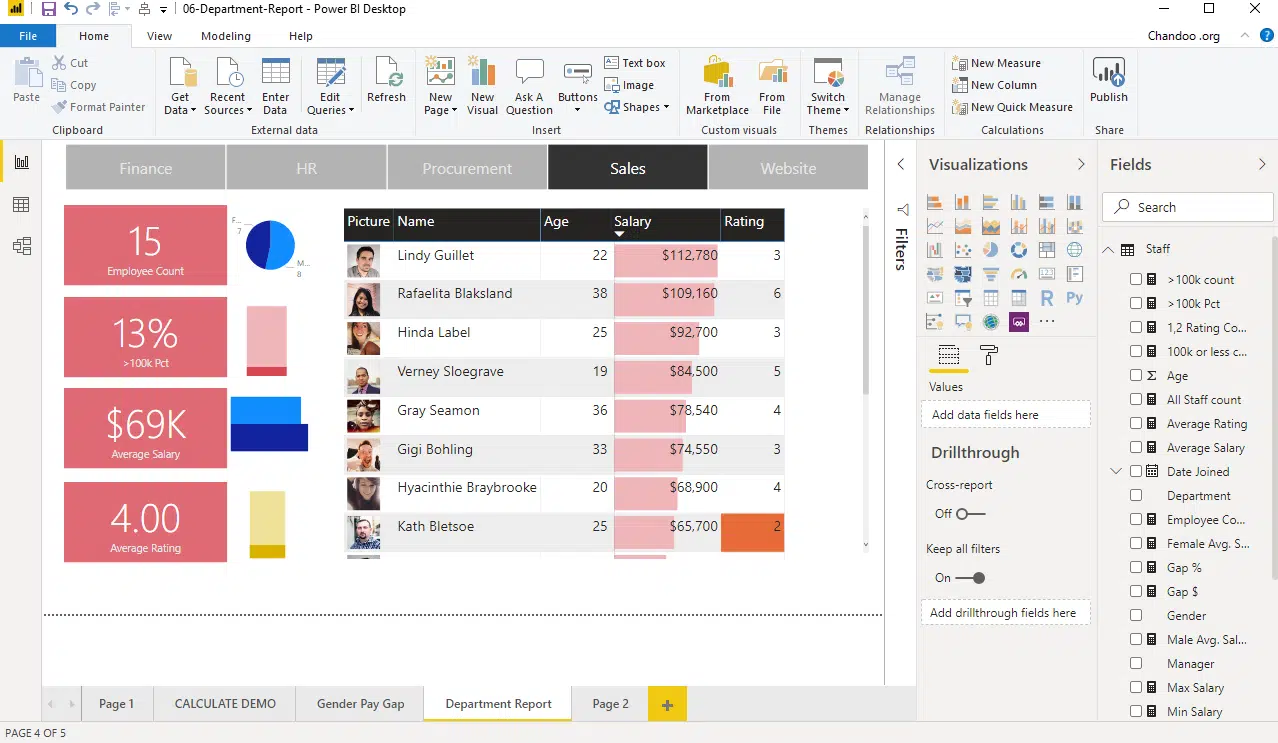 06-Department-Report - Power BI Desktop
File Home View Modeling Help Chandoo .org ?
Paste
Cut
Copy
Format Painter
Clipboard
Get Data
Recent Sources
Enter Data
Edit Queries
External data
Refresh
New Page
New Visual
Ask A Question
Buttons
Text box
Image
Shapes
Insert
From Marketplace
From File
Custom visuals
Switch Theme
Themes
Manage Relationships
Relationships
New Measure
New Column
New Quick Measure
Calculations
Publish
Share
Finance HR Procurement Sales Website
15
Employee Count
F...
7
M...
8
13%
>100k Pct
$69K
Average Salary
4.00
Average Rating
Picture Name Age Salary Rating
Lindy Guillet 22 $112,780 3
Rafaelita Blaksland 38 $109,160 6
Hinda Label 25 $92,700 3
Verney Sloegrave 19 $84,500 5
Gray Seamon 36 $78,540 4
Gigi Bohling 33 $74,550 3
Hyacinthie Braybrooke 20 $68,900 4
Kath Bletsoe 25 $65,700 2
Filters
Visualizations
R Py
...
Values
Add data fields here
Drillthrough
Cross-report
Off
Keep all filters
On
Add drillthrough fields here
Fields
Search
Staff
>100k count
>100k Pct
1,2 Rating Co...
100k or less c...
Σ Age
All Staff count
Average Rating
Average Salary
Date Joined
Department
Employee Co...
Female Avg. S...
Gap %
Gap $
Gender
Male Avg. Sal...
Manager
Max Salary
Min Salary
Page 1 CALCULATE DEMO Gender Pay Gap Department Report Page 2 +
PAGE 4 OF 5